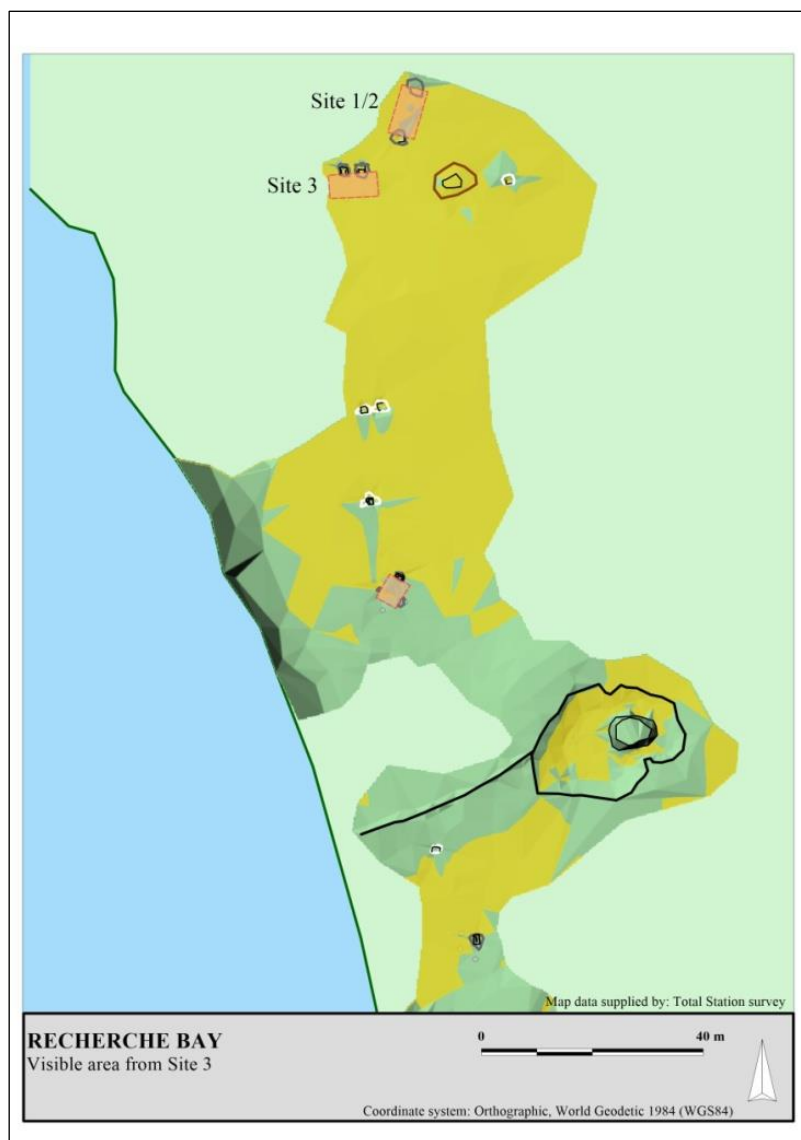 Site 1/2
Site 3
Map data supplied by: Total Station survey
RECHERCHE BAY
Visible area from Site 3
0 40 m
Coordinate system: Orthographic, World Geodetic 1984 (WGS84)